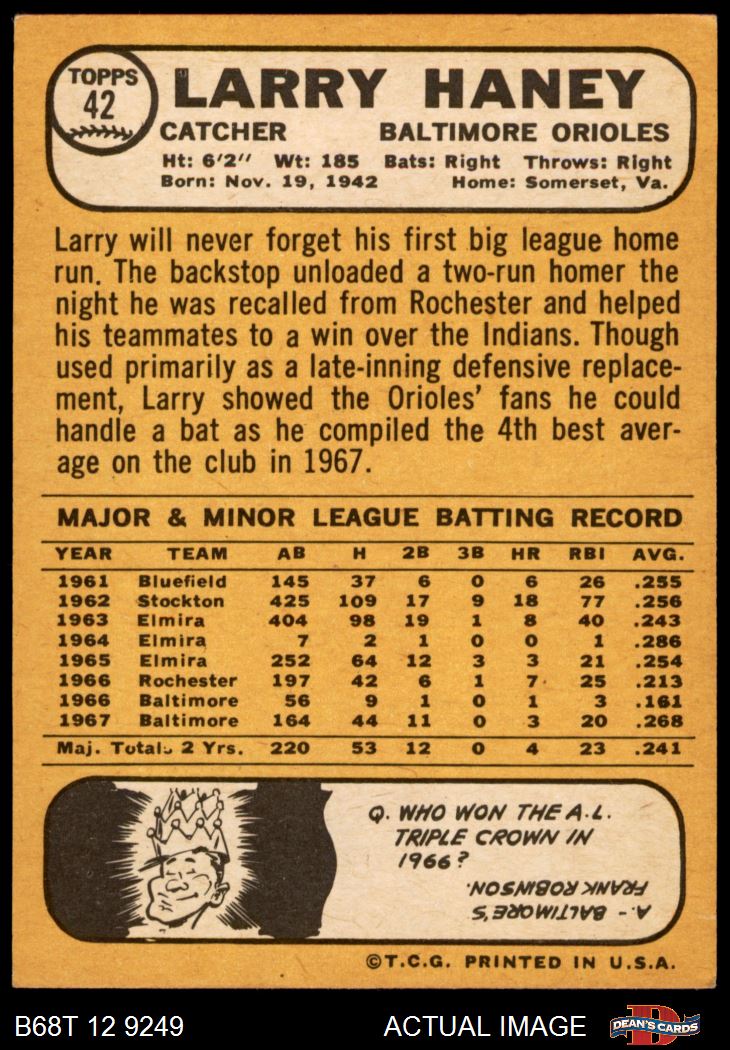 TOPPS
42
LARRY HANEY
CATCHER BALTIMORE ORIOLES
Ht: 6'2" Wt: 185 Bats: Right Throws: Right
Born: Nov. 19, 1942 Home: Somerset, Va.
Larry will never forget his first big league home
run. The backstop unloaded a two-run homer the
night he was recalled from Rochester and helped
his teammates to a win over the Indians. Though
used primarily as a late-inning defensive replace-
ment, Larry showed the Orioles' fans he could
handle a bat as he compiled the 4th best aver-
age on the club in 1967.
MAJOR & MINOR LEAGUE BATTING RECORD
YEAR TEAM AB H 2B 3B HR RBI AVG.
1961 Bluefield 145 37 6 0 6 26 .255
1962 Stockton 425 109 17 9 18 77 .256
1963 Elmira 404 98 19 1 8 40 .243
1964 Elmira 7 2 1 0 0 1 .286
1965 Elmira 252 64 12 3 3 21 .254
1966 Rochester 197 42 6 1 7 25 .213
1966 Baltimore 56 9 1 0 1 3 .161
1967 Baltimore 164 44 11 0 3 20 .268
Maj. Totals 2 Yrs. 220 53 12 0 4 23 .241
Q. WHO WON THE A.L.
TRIPLE CROWN IN
1966?
A.- BALTIMORE'S
FRANK ROBINSON.
©T.C.G. PRINTED IN U.S.A.
B68T 12 9249 ACTUAL IMAGE
D
DEAN'S CARDS